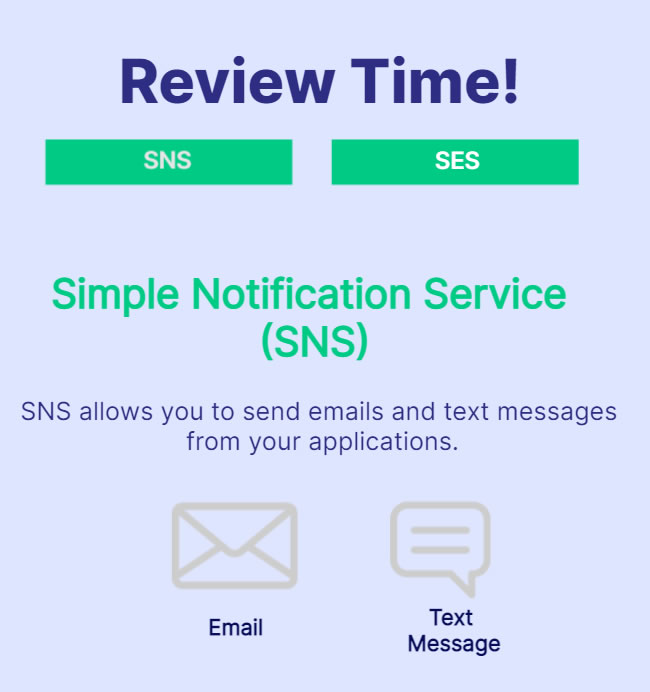 Review Time!
SNS
SES
Simple Notification Service
(SNS)
SNS allows you to send emails and text messages
from your applications.
Email
Text
Message